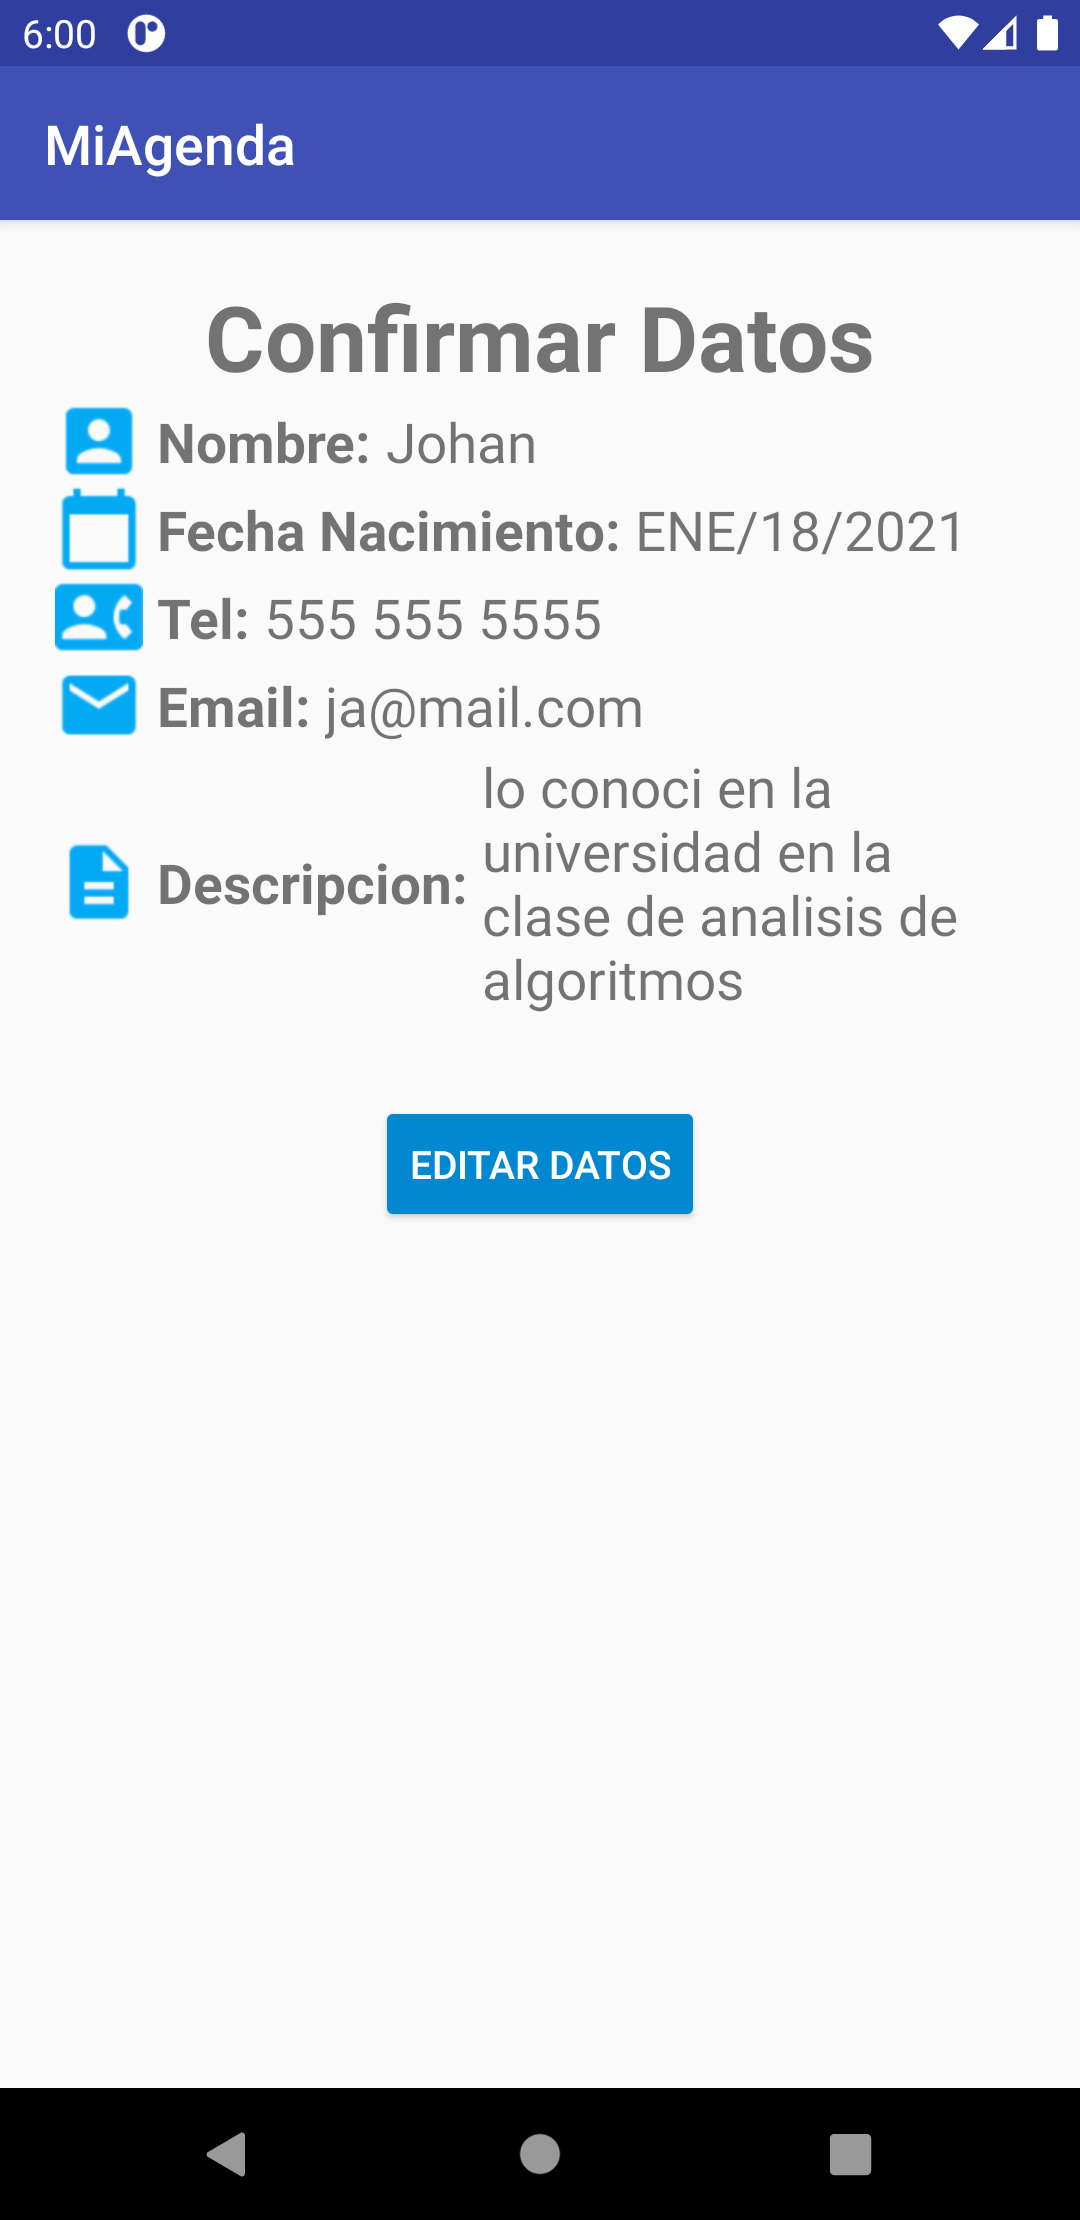 6:00
MiAgenda
Confirmar Datos
Nombre: Johan
Fecha Nacimiento: ENE/18/2021
Tel: 555 555 5555
Email: ja@mail.com
Descripcion:
lo conoci en la
universidad en la
clase de analisis de
algoritmos
EDITAR DATOS